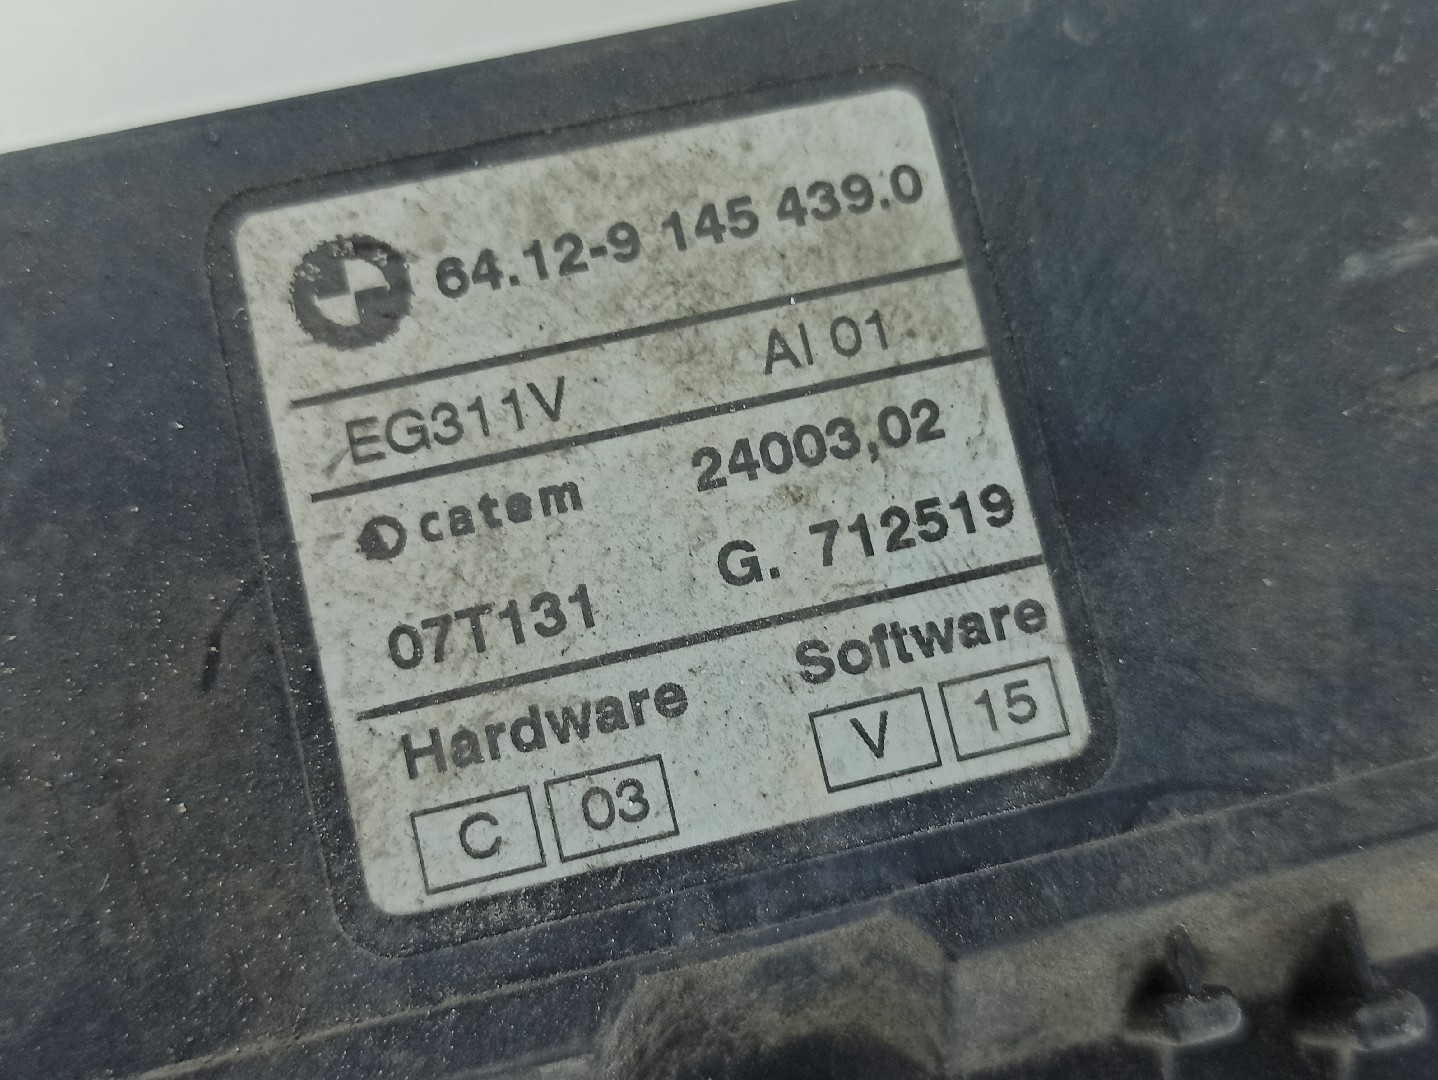 64.12-9 145 439.0
EG311V AI 01
catem 24003,02
07T131 G. 712519
Hardware Software
C 03 V 15